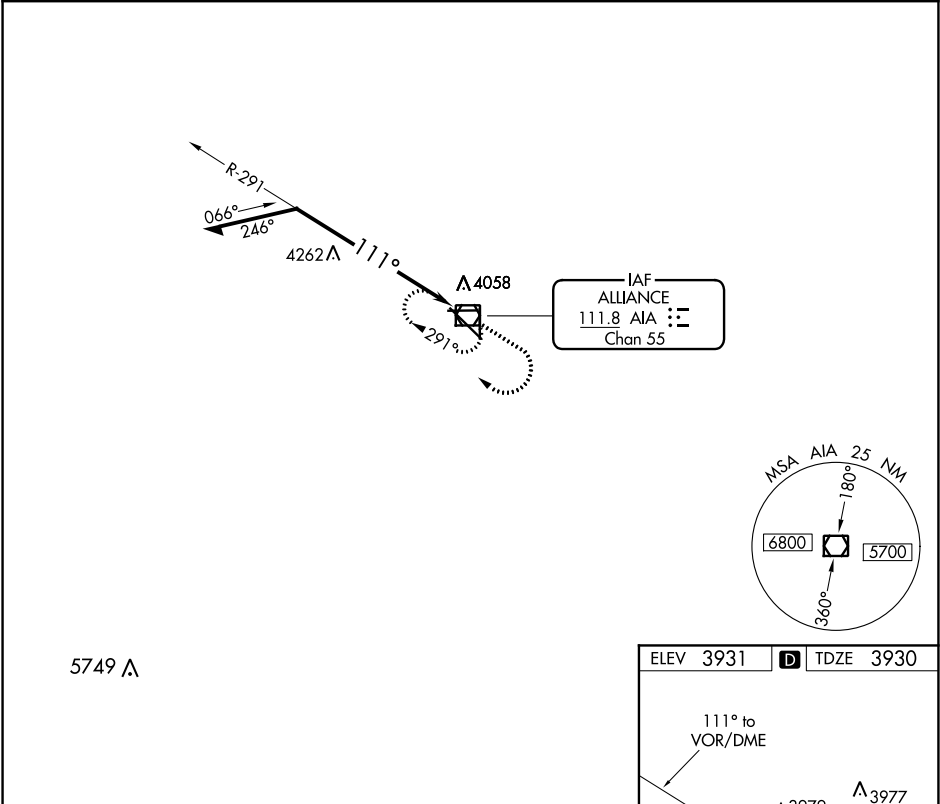 R-291
066°
246°
4262
111°
4058
291°
IAF
ALLIANCE
111.8 AIA
Chan 55
MSA AIA 25 NM
180°
6800
5700
360°
5749
ELEV 3931 D TDZE 3930
111° to
VOR/DME
3977